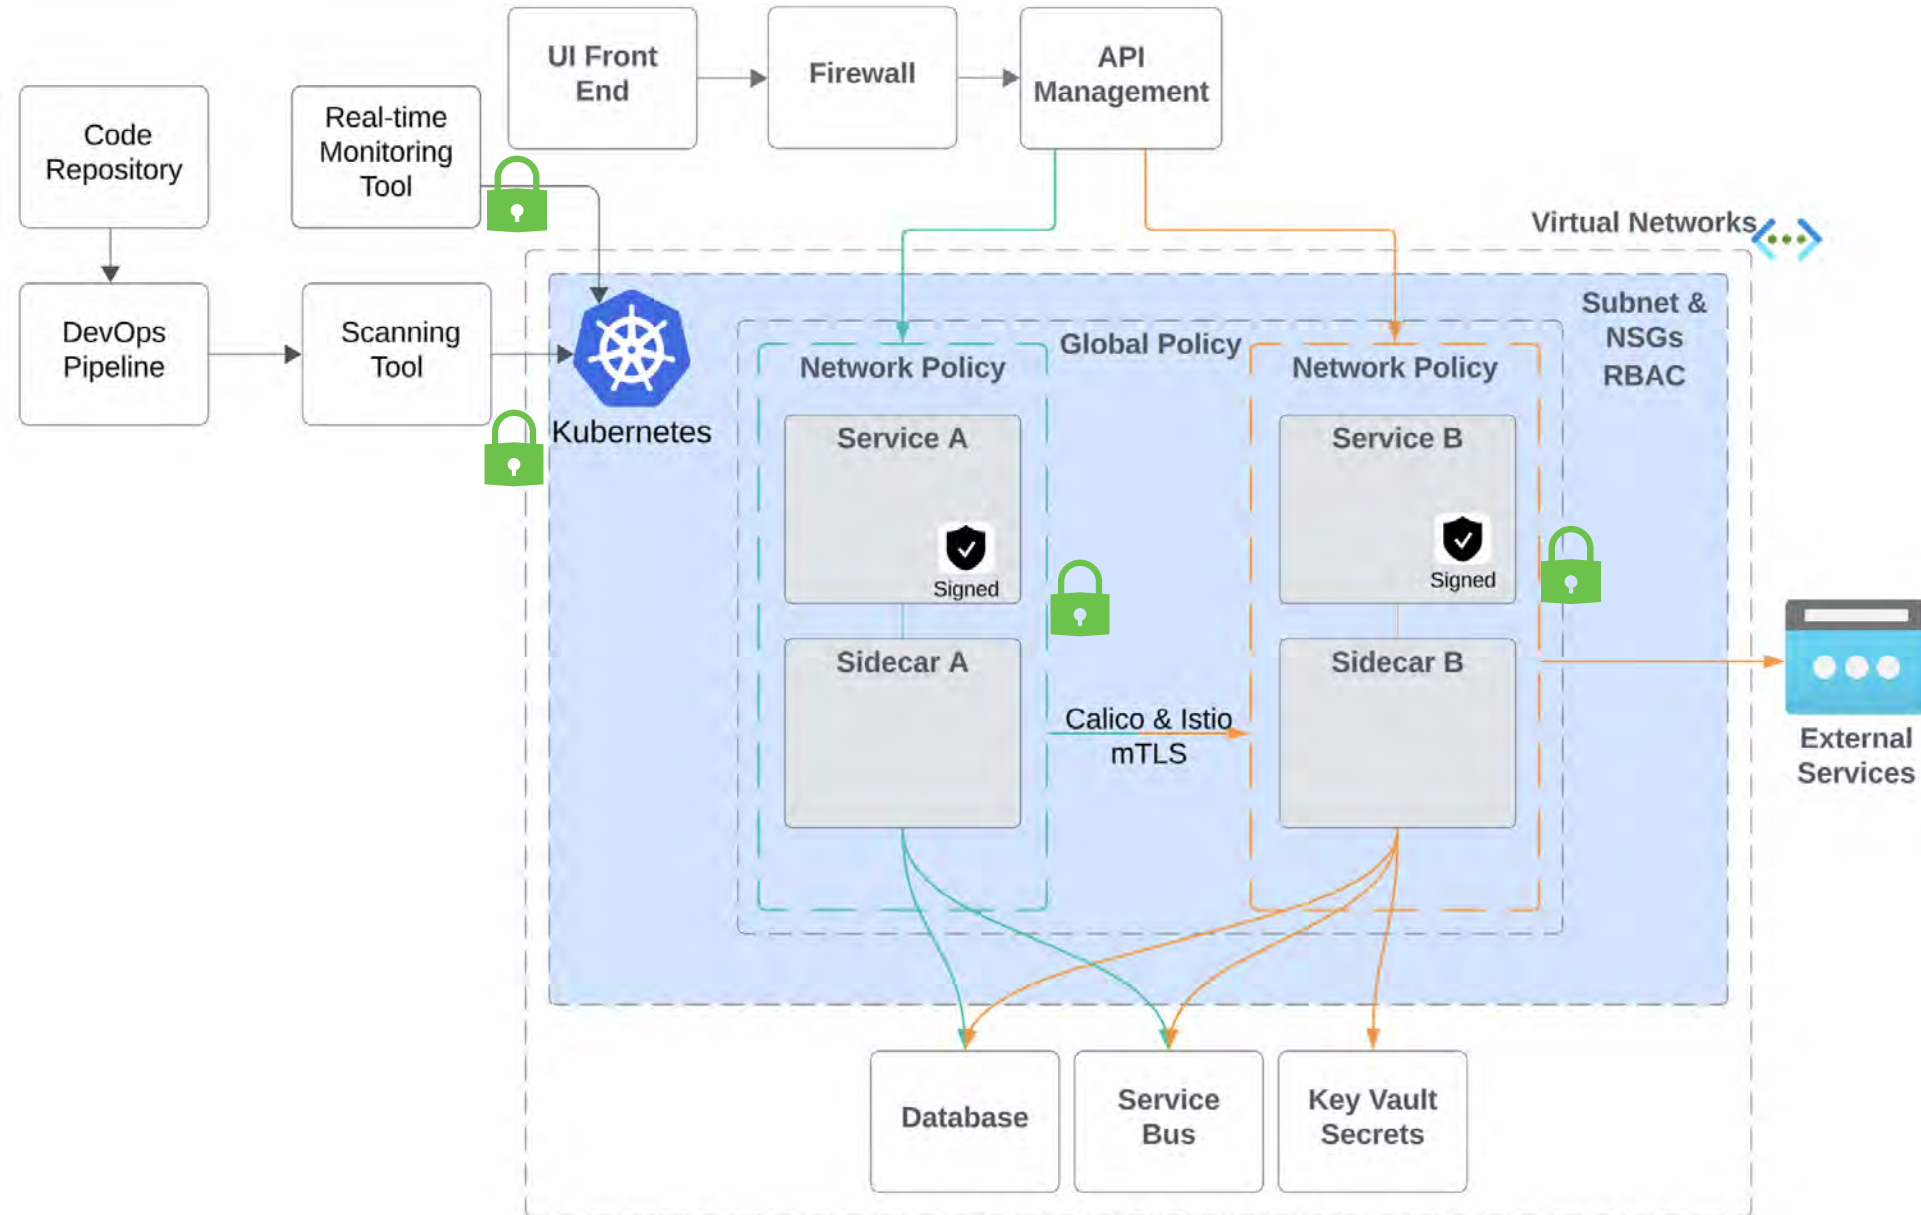 UI Front
End
Firewall
API
Management
Code
Repository
Real-time
Monitoring
Tool
Virtual Networks
DevOps
Pipeline
Scanning
Tool
Kubernetes
Subnet &
NSGs
RBAC
Global Policy
Network Policy
Network Policy
Service A
Signed
Service B
Signed
Sidecar A
Sidecar B
Calico & Istio
mTLS
External
Services
Database
Service
Bus
Key Vault
Secrets